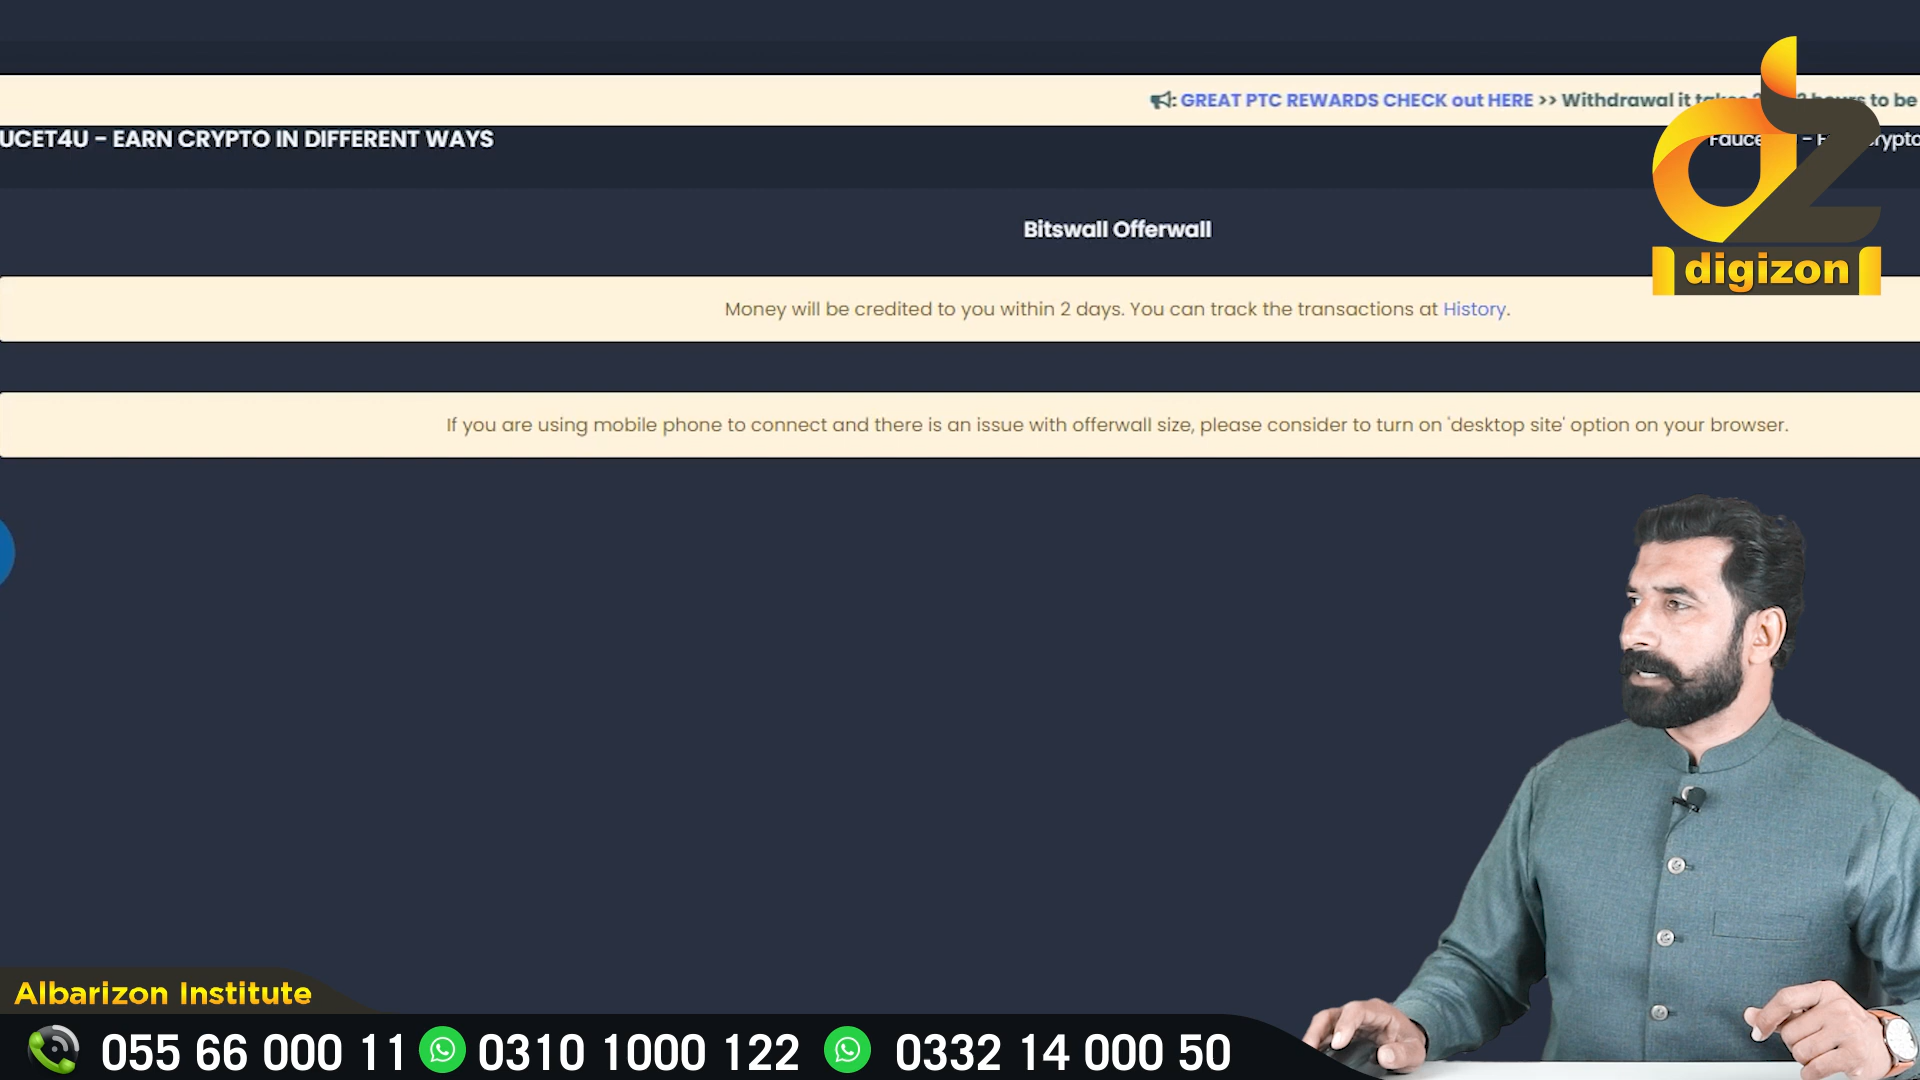 : GREAT PTC REWARDS CHECK out HERE >> Withdrawal it takes hours to be
UCET4U - EARN CRYPTO IN DIFFERENT WAYS
digizon
Bitswall Offerwall
Money will be credited to you within 2 days. You can track the transactions at History.
If you are using mobile phone to connect and there is an issue with offerwall size, please consider to turn on 'desktop site' option on your browser.
Albarizon Institute
055 66 000 11 0310 1000 122 0332 14 000 50